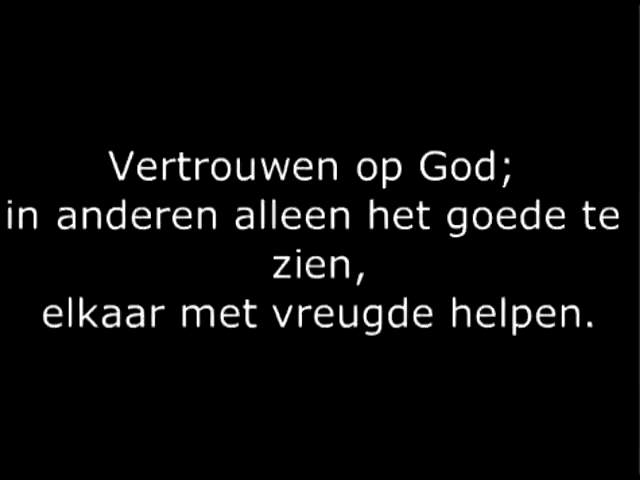 Vertrouwen op God;
in anderen alleen het goede te
zien,
elkaar met vreugde helpen.